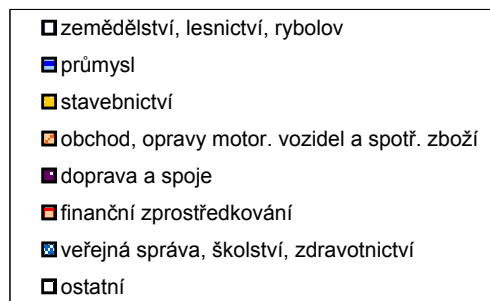 zemědělství, lesnictví, rybolov
průmysl
stavebnictví
obchod, opravy motor. vozidel a spotř. zboží
doprava a spoje
finanční zprostředkování
veřejná správa, školství, zdravotnictví
ostatní